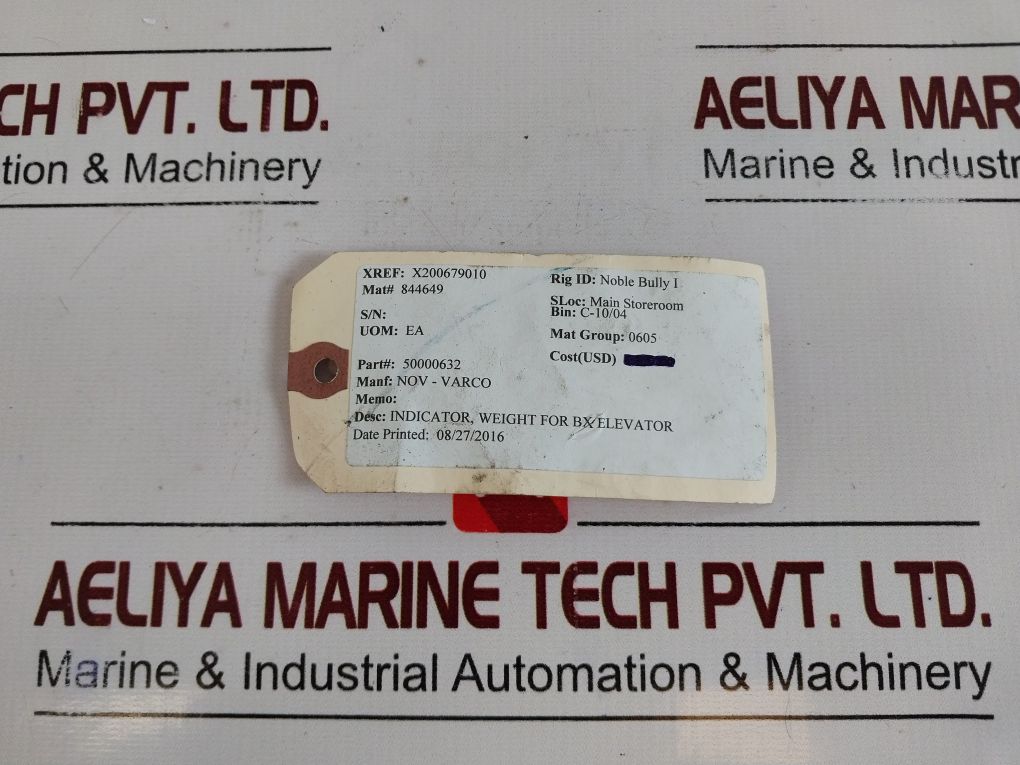 CH PVT. LTD.
tion & Machinery
AELIYA MAR
Marine & Industr
XREF: X200679010
Mat# 844649
S/N:
UOM: EA
Part#: 50000632
Manf: NOV - VARCO
Memo:
Desc: INDICATOR, WEIGHT FOR BX ELEVATOR
Date Printed: 08/27/2016
Rig ID: Noble Bully I
SLoc: Main Storeroom
Bin: C-10/04
Mat Group: 0605
Cost(USD)
AELIYA MARINE TECH PVT. LTD.
Marine & Industrial Automation & Machinery